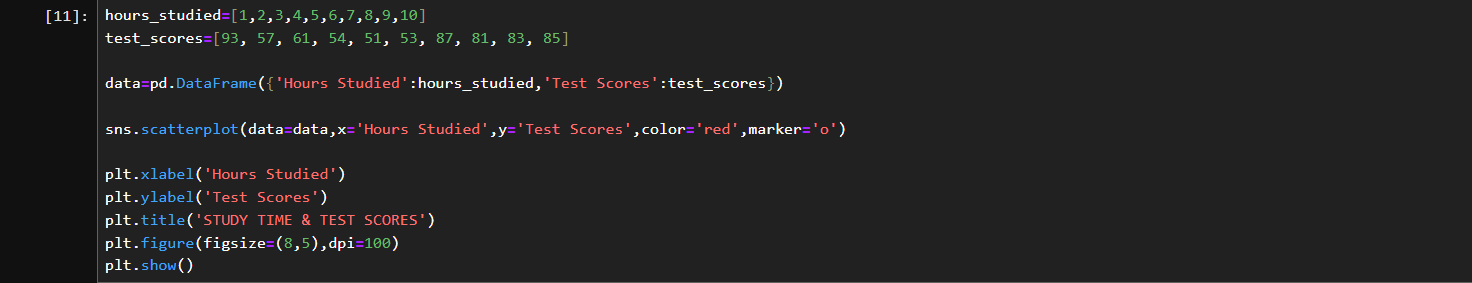 [11]: hours_studied=[1,2,3,4,5,6,7,8,9,10]
test_scores=[93, 57, 61, 54, 51, 53, 87, 81, 83, 85]
data=pd.DataFrame({'Hours Studied':hours_studied,'Test Scores':test_scores})
sns.scatterplot(data=data,x='Hours Studied',y='Test Scores',color='red',marker='o')
plt.xlabel('Hours Studied')
plt.ylabel('Test Scores')
plt.title('STUDY TIME & TEST SCORES')
plt.figure(figsize=(8,5),dpi=100)
plt.show()